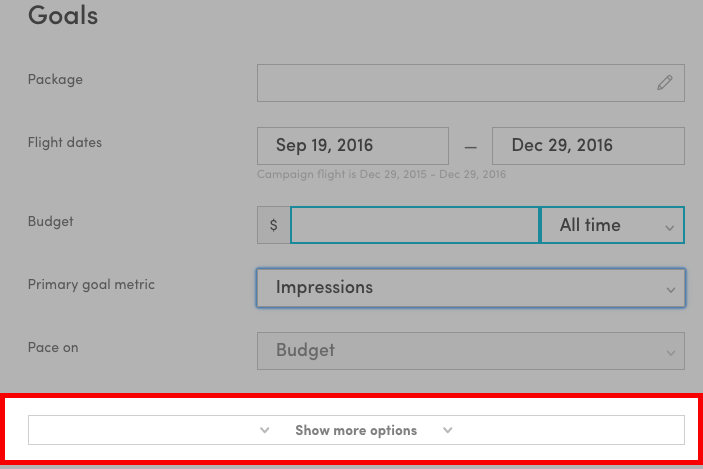 Goals
Package
Flight dates Sep 19, 2016 — Dec 29, 2016
Campaign flight is Dec 29, 2015 - Dec 29, 2016
Budget $ All time
Primary goal metric Impressions
Pace on Budget
Show more options